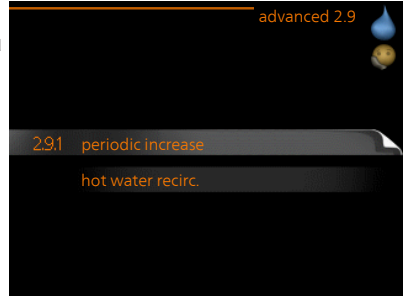 advanced 2.9
2.9.1 periodic increase
hot water recirc.